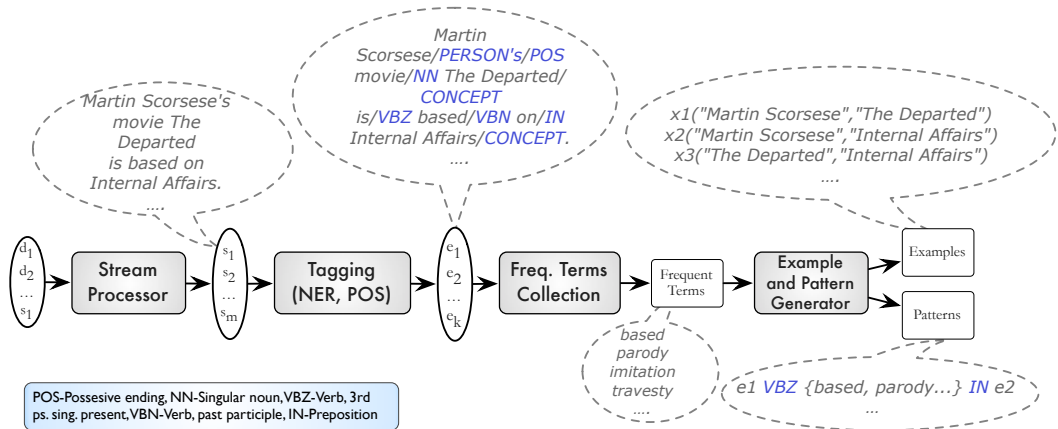 Martin Scorsese's
movie The
Departed
is based on
Internal Affairs.
....
Martin
Scorsese/PERSON's/POS
movie/NN The Departed/
CONCEPT
is/VBZ based/VBN on/IN
Internal Affairs/CONCEPT.
....
x1("Martin Scorsese","The Departed")
x2("Martin Scorsese","Internal Affairs")
x3("The Departed","Internal Affairs")
....
d1
d2
...
s1
Stream
Processor
s1
s2
...
sm
Tagging
(NER, POS)
e1
e2
...
ek
Freq. Terms
Collection
Frequent
Terms
Example
and Pattern
Generator
Examples
Patterns
based
parody
imitation
travesty
....
e1 VBZ {based, parody...} IN e2
...
POS-Possesive ending, NN-Singular noun, VBZ-Verb, 3rd
ps. sing. present, VBN-Verb, past participle, IN-Preposition